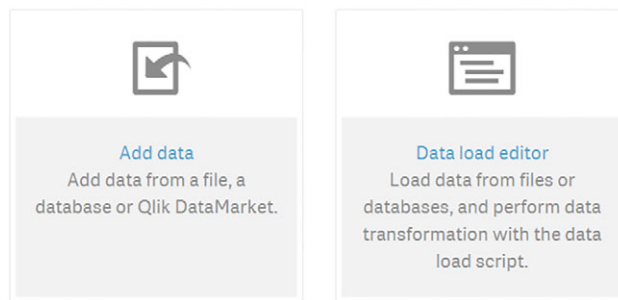 Add data
Add data from a file, a
database or Qlik DataMarket.
Data load editor
Load data from files or
databases, and perform data
transformation with the data
load script.